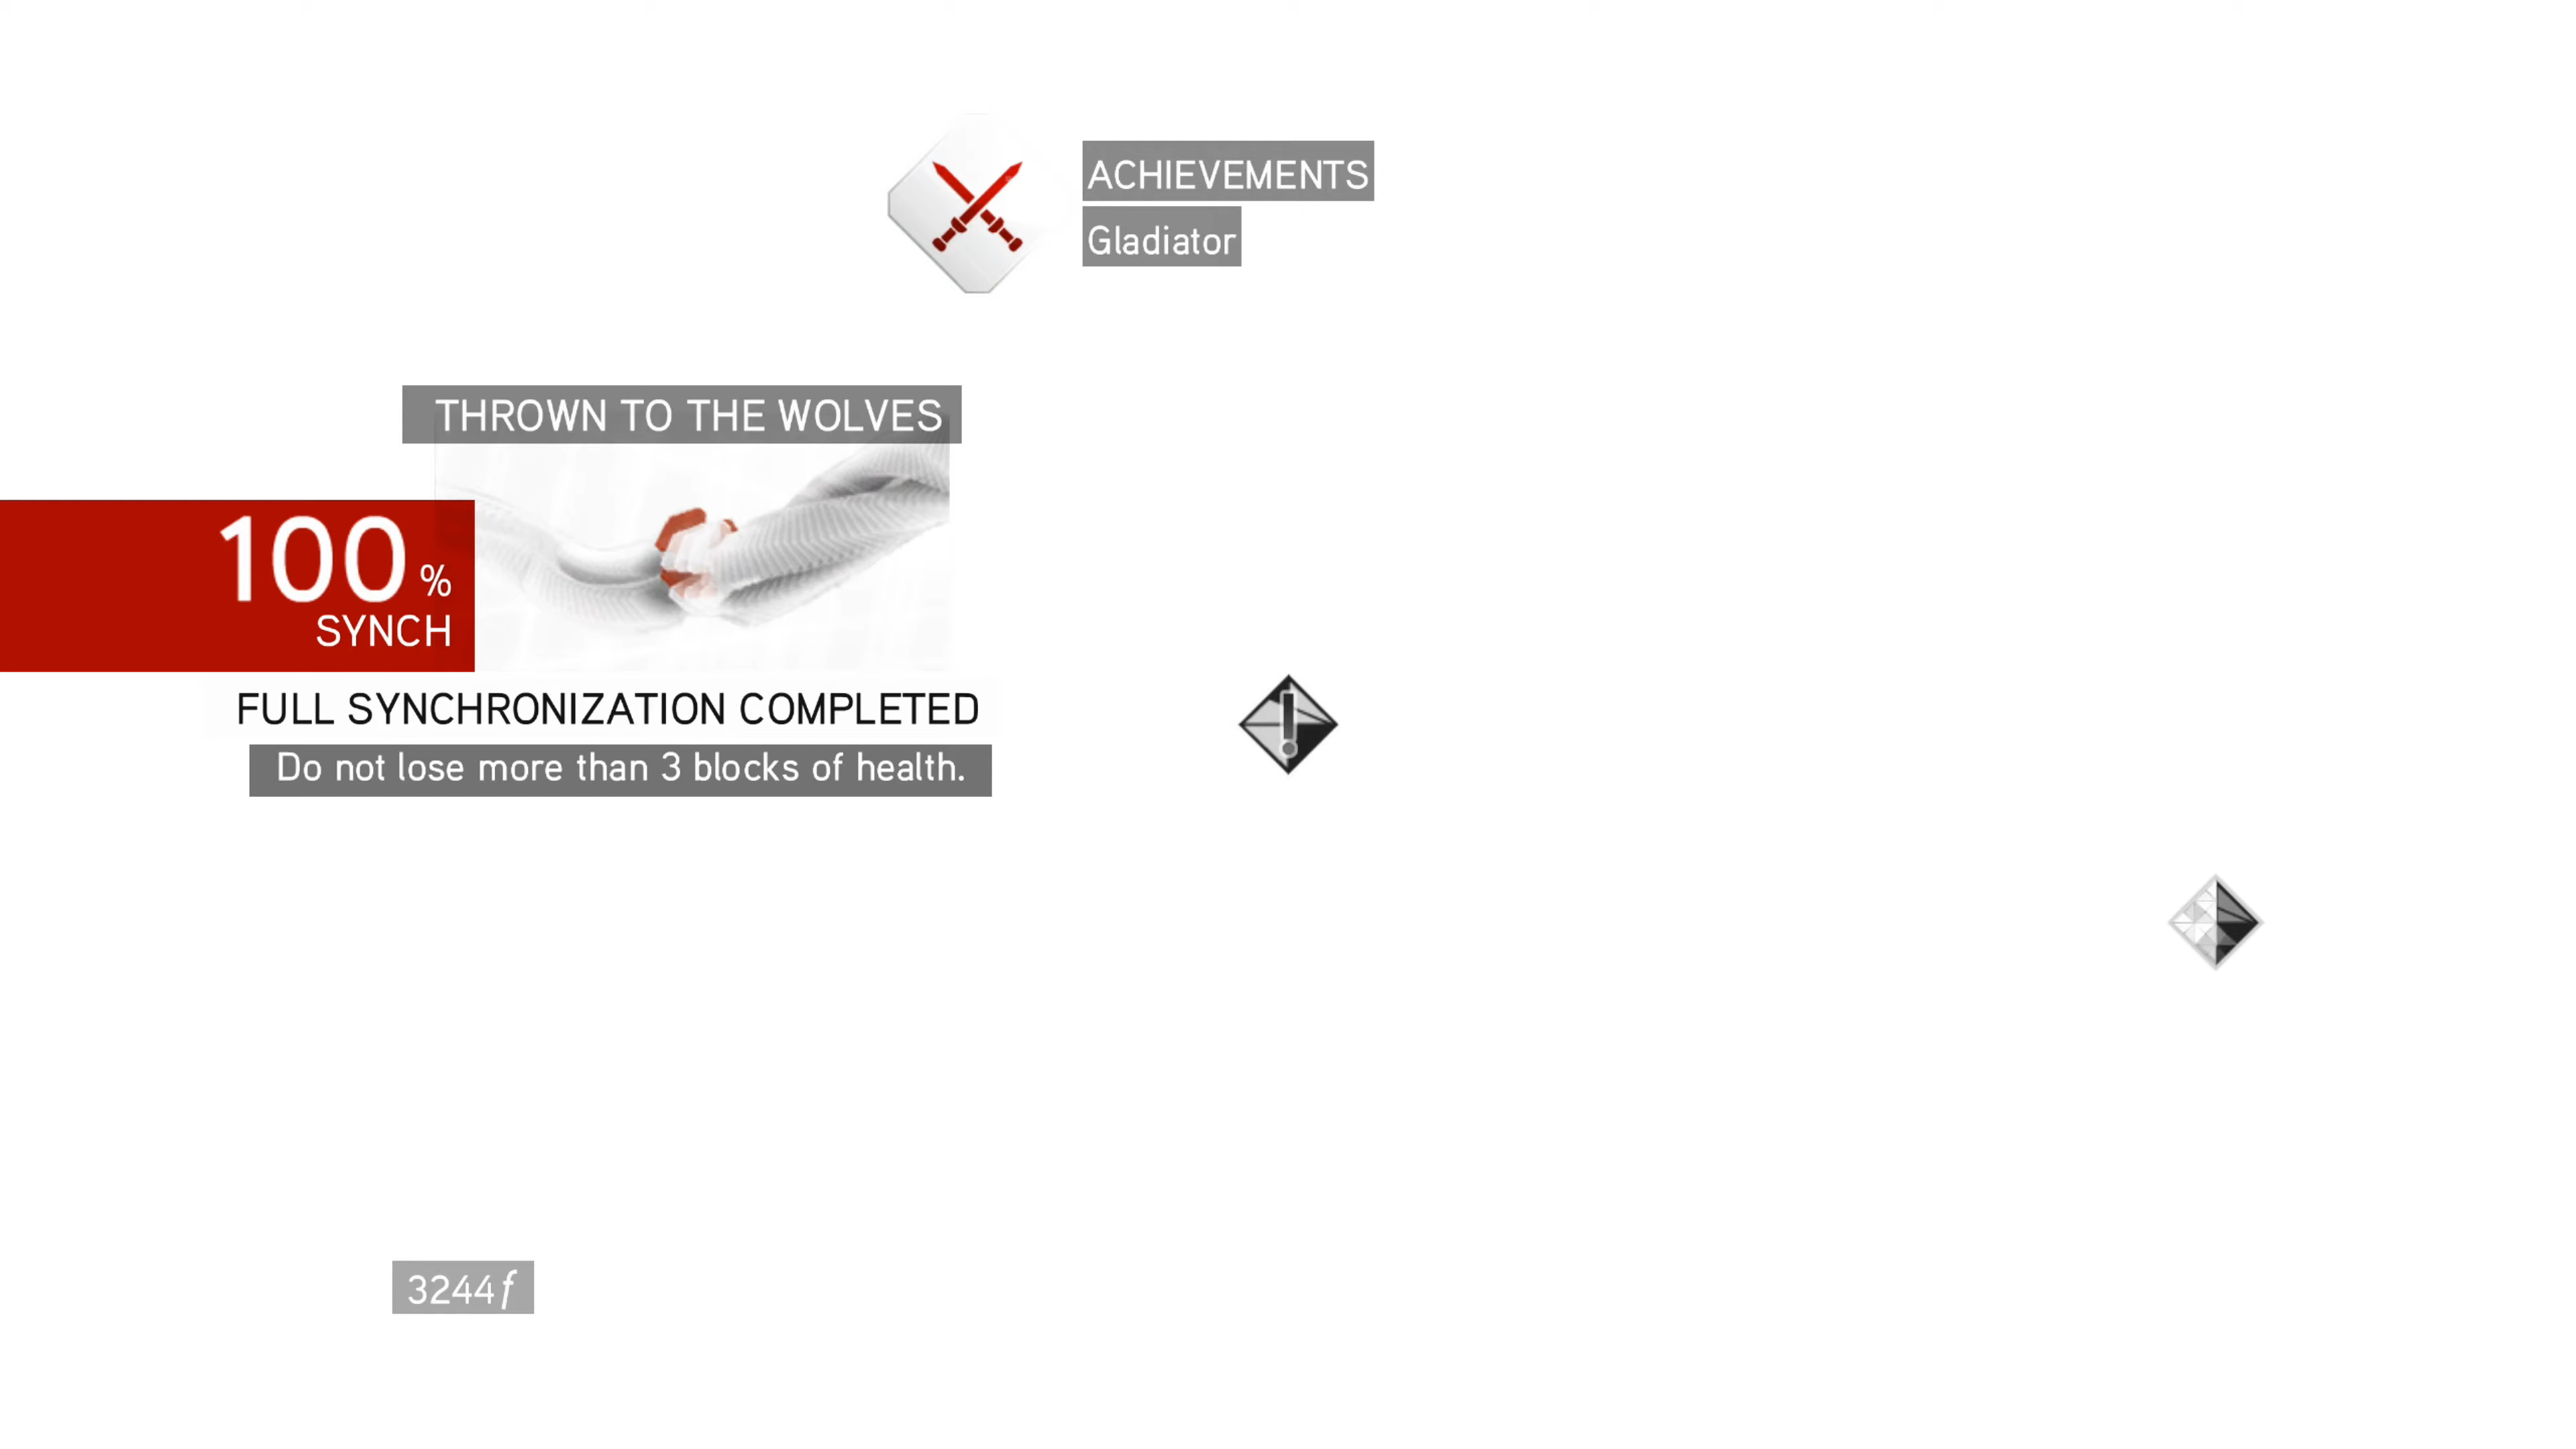 ACHIEVEMENTS
Gladiator
THROWN TO THE WOLVES
100 %
SYNCH
FULL SYNCHRONIZATION COMPLETED
Do not lose more than 3 blocks of health.
3244ƒ